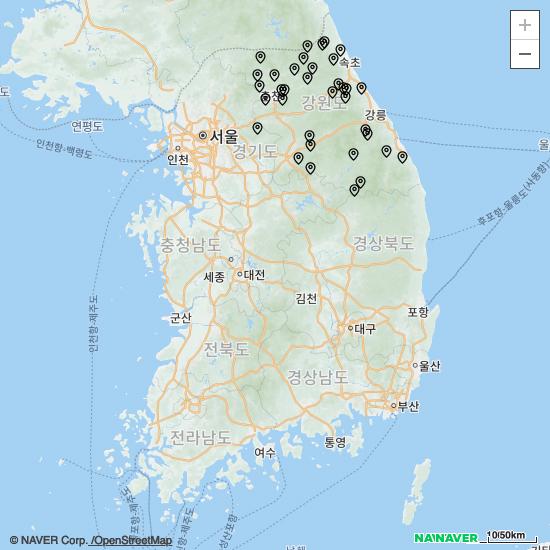 +
−
속초
강원도
춘천
강릉
연평도
서울
인천항-백령도
인천
경기도
울
후포항-울릉도(사동항)
충청남도
경상북도
세종
대전
인천항-제주도
김천
군산
포항
전북도
대구
경상남도
울산
부산
전라남도
통영
여수
© NAVER Corp. /OpenStreetMap
NAVER
10/50km